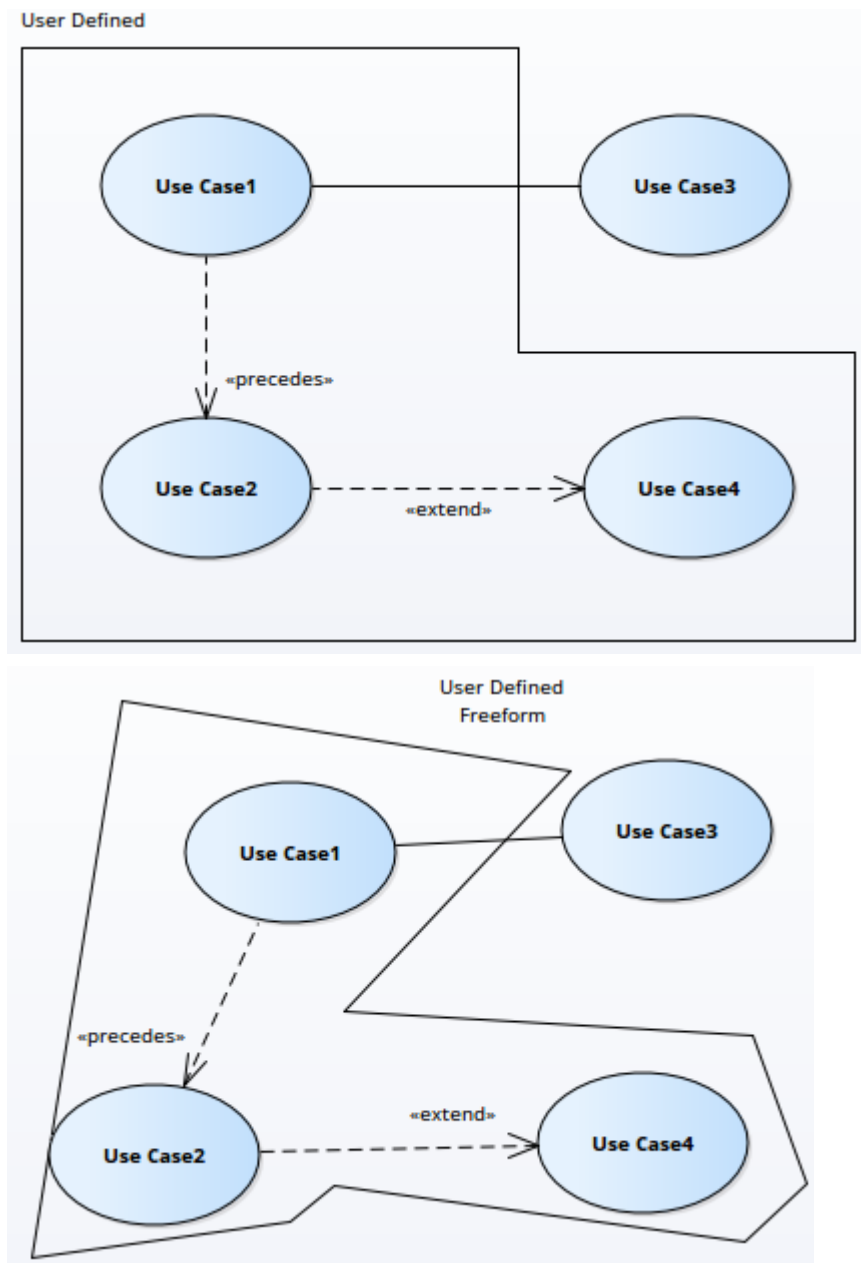 User Defined
Use Case1
Use Case3
«precedes»
Use Case2
Use Case4
«extend»
User Defined
Freeform
Use Case3
Use Case1
«precedes»
«extend»
Use Case4
Use Case2